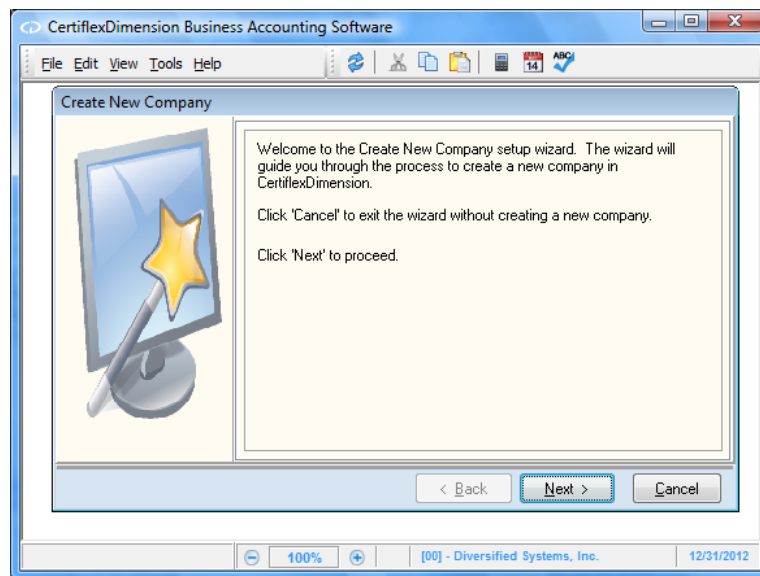 CertiflexDimension Business Accounting Software
File Edit View Tools Help
14 ABC
Create New Company
Welcome to the Create New Company setup wizard. The wizard will
guide you through the process to create a new company in
CertiflexDimension.
Click 'Cancel' to exit the wizard without creating a new company.
Click 'Next' to proceed.
< Back Next > Cancel
100% [00] - Diversified Systems, Inc. 12/31/2012